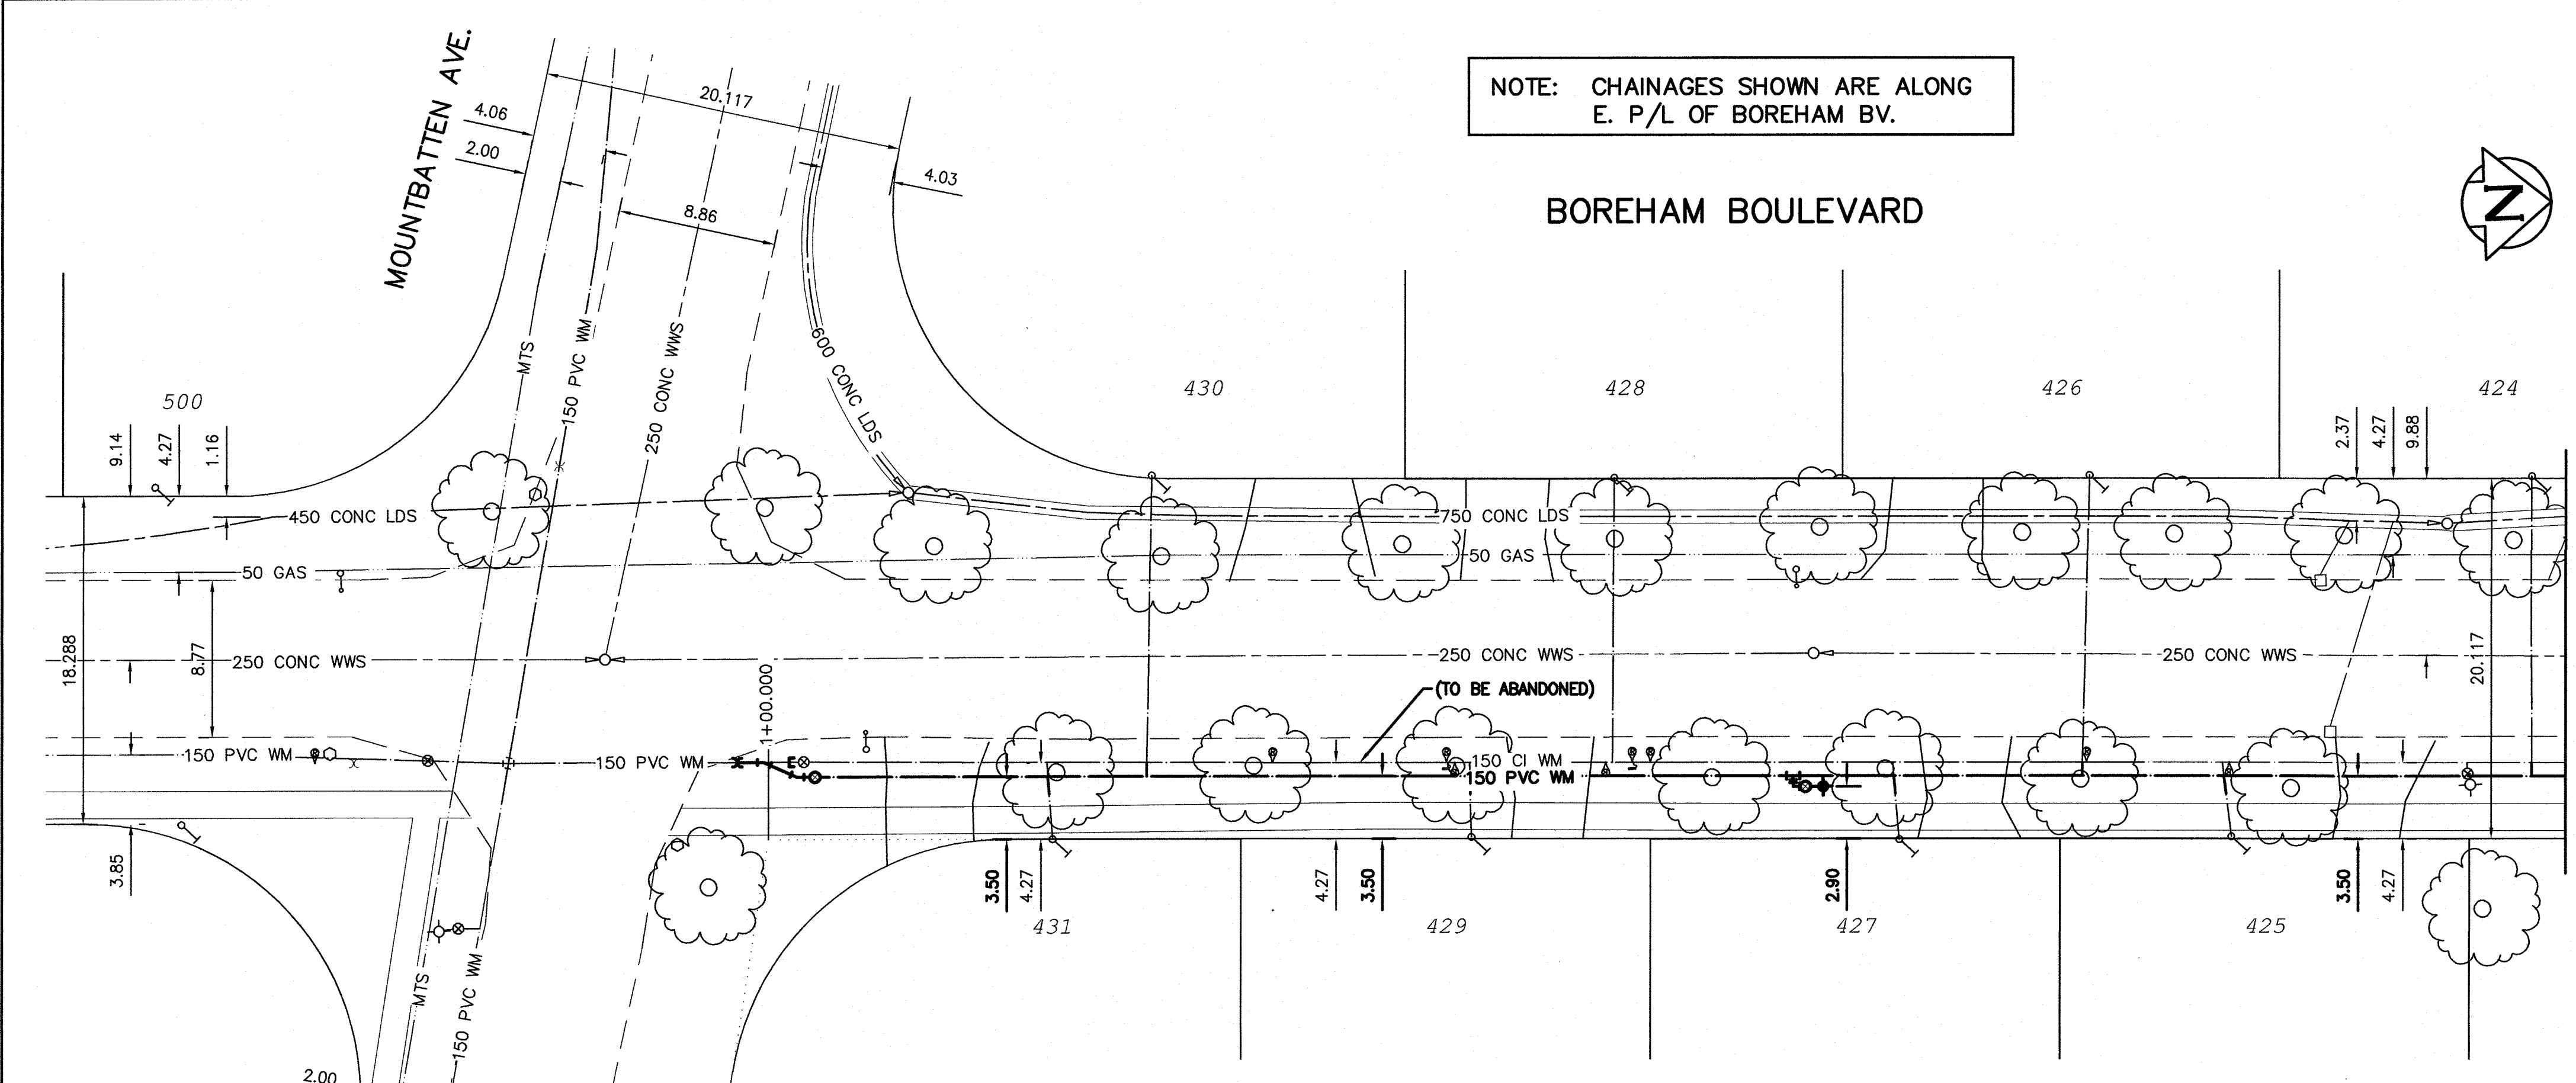 MOUNTBATTEN AVE.
4.06
2.00
20.117
4.03
8.86
NOTE: CHAINAGES SHOWN ARE ALONG
E. P/L OF BOREHAM BV.
BOREHAM BOULEVARD
N
MTS
150 PVC WM
250 CONC WWS
600 CONC LDS
500
430
428
426
424
9.14
4.27
1.16
2.37
4.27
9.88
450 CONC LDS
750 CONC LDS
50 GAS
50 GAS
18.288
8.77
250 CONC WWS
250 CONC WWS
250 CONC WWS
20.117
1+00.000
(TO BE ABANDONED)
150 PVC WM
150 PVC WM
E
150 CI WM
150 PVC WM
3.85
3.50
4.27
4.27
3.50
2.90
3.50
4.27
431
429
427
425
MTS
150 PVC WM
2.00